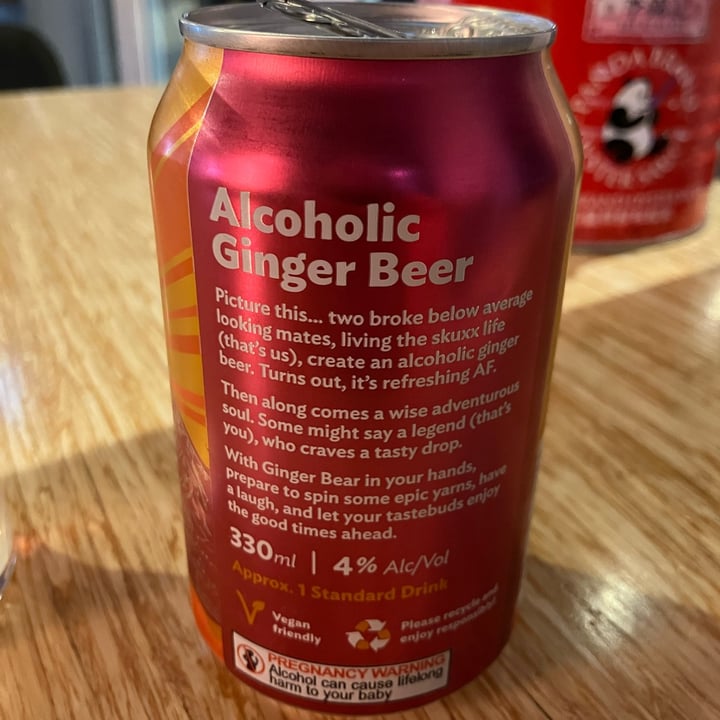 Alcoholic
Ginger Beer
Picture this... two broke below average
looking mates, living the skuxx life
(that's us), create an alcoholic ginger
beer. Turns out, it's refreshing AF.
Then along comes a wise adventurous
soul. Some might say a legend (that's
you), who craves a tasty drop.
With Ginger Bear in your hands,
prepare to spin some epic yarns, have
a laugh, and let your tastebuds enjoy
the good times ahead.
330ml | 4% Alc/Vol
Approx. 1 Standard Drink
Vegan
friendly
Please recycle and
enjoy responsibly!
PREGNANCY WARNING
Alcohol can cause lifelong
harm to your baby
PANDA